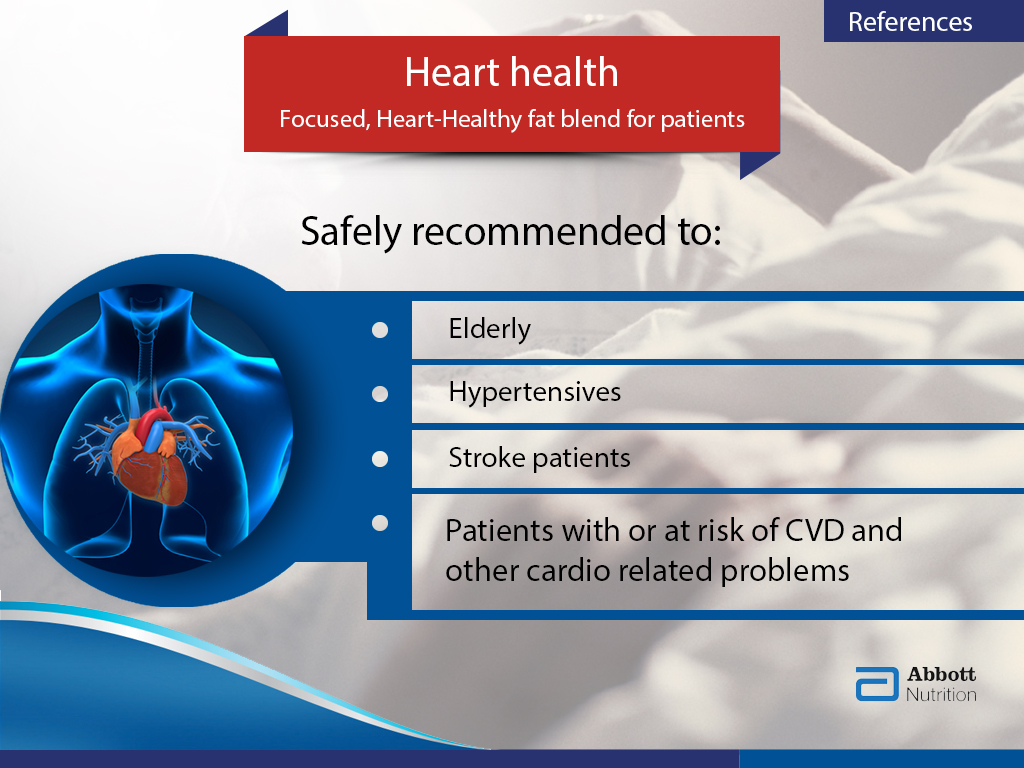 References
Heart health
Focused, Heart-Healthy fat blend for patients
Safely recommended to:
Elderly
Hypertensives
Stroke patients
Patients with or at risk of CVD and
other cardio related problems
Abbott
Nutrition